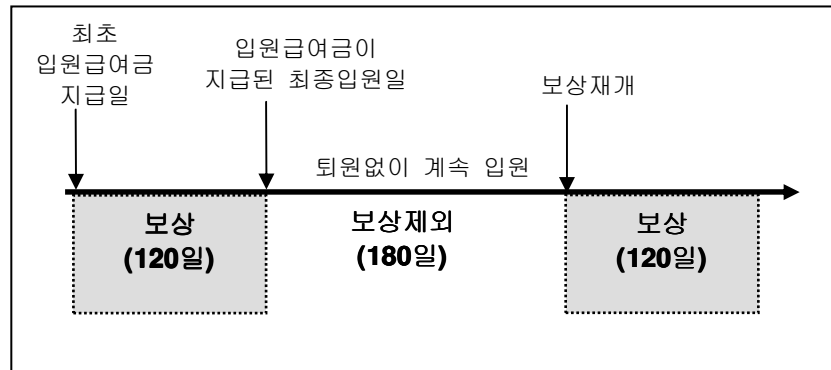 최초
입원급여금
지급일
입원급여금이
지급된 최종입원일
보상재개
퇴원없이 계속 입원
보상
(120일)
보상제외
(180일)
보상
(120일)